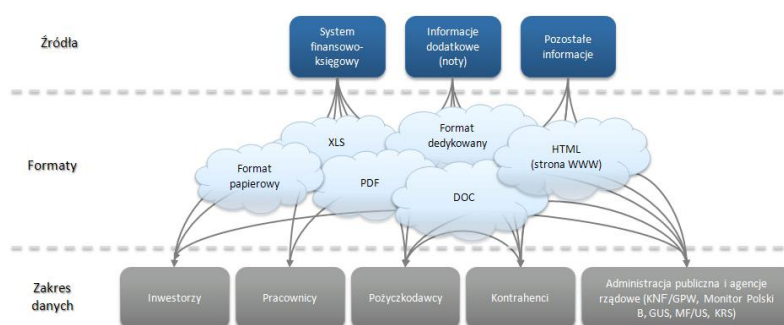 Źródła
System
finansowo-
księgowy
Informacje
dodatkowe
(noty)
Pozostałe
informacje
Formaty
XLS
Format
dedykowany
HTML
(strona WWW)
Format
papierowy
PDF
DOC
Zakres
danych
Inwestorzy
Pracownicy
Pożyczkodawcy
Kontrahenci
Administracja publiczna i agencje
rządowe (KNF/GPW, Monitor Polski
B, GUS, MF/US, KRS)